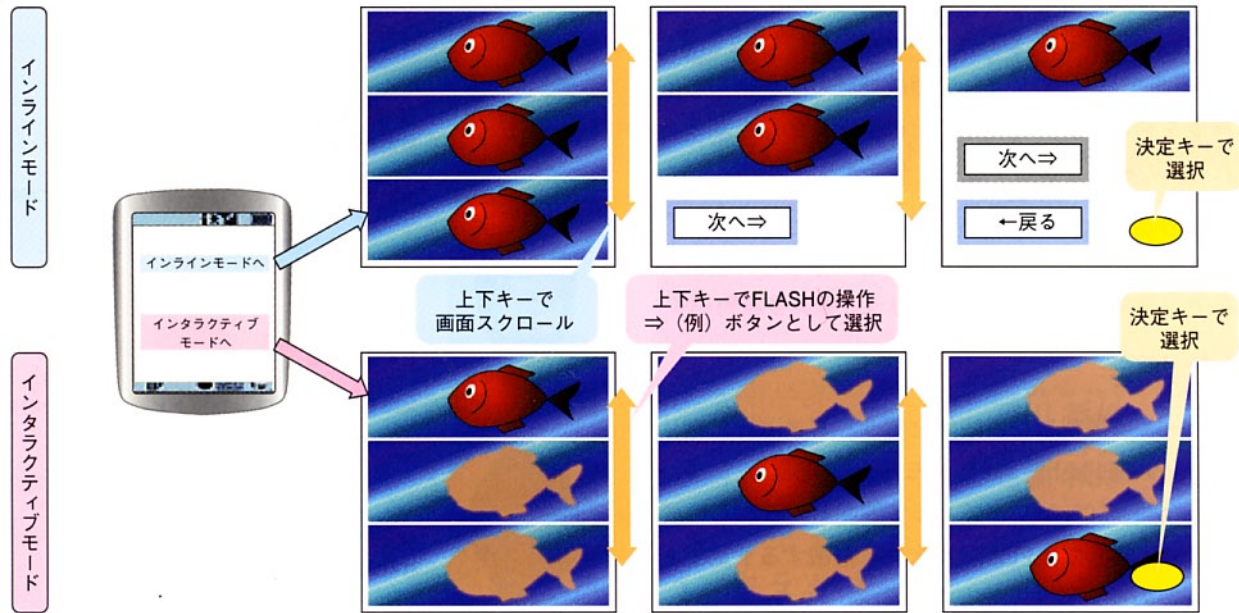 インラインモード
インラインモードへ
インタラクティブ
モードへ
次へ⇒
次へ⇒
←戻る
決定キーで
選択
上下キーで
画面スクロール
上下キーでFLASHの操作
⇒（例）ボタンとして選択
決定キーで
選択
インタラクティブモード